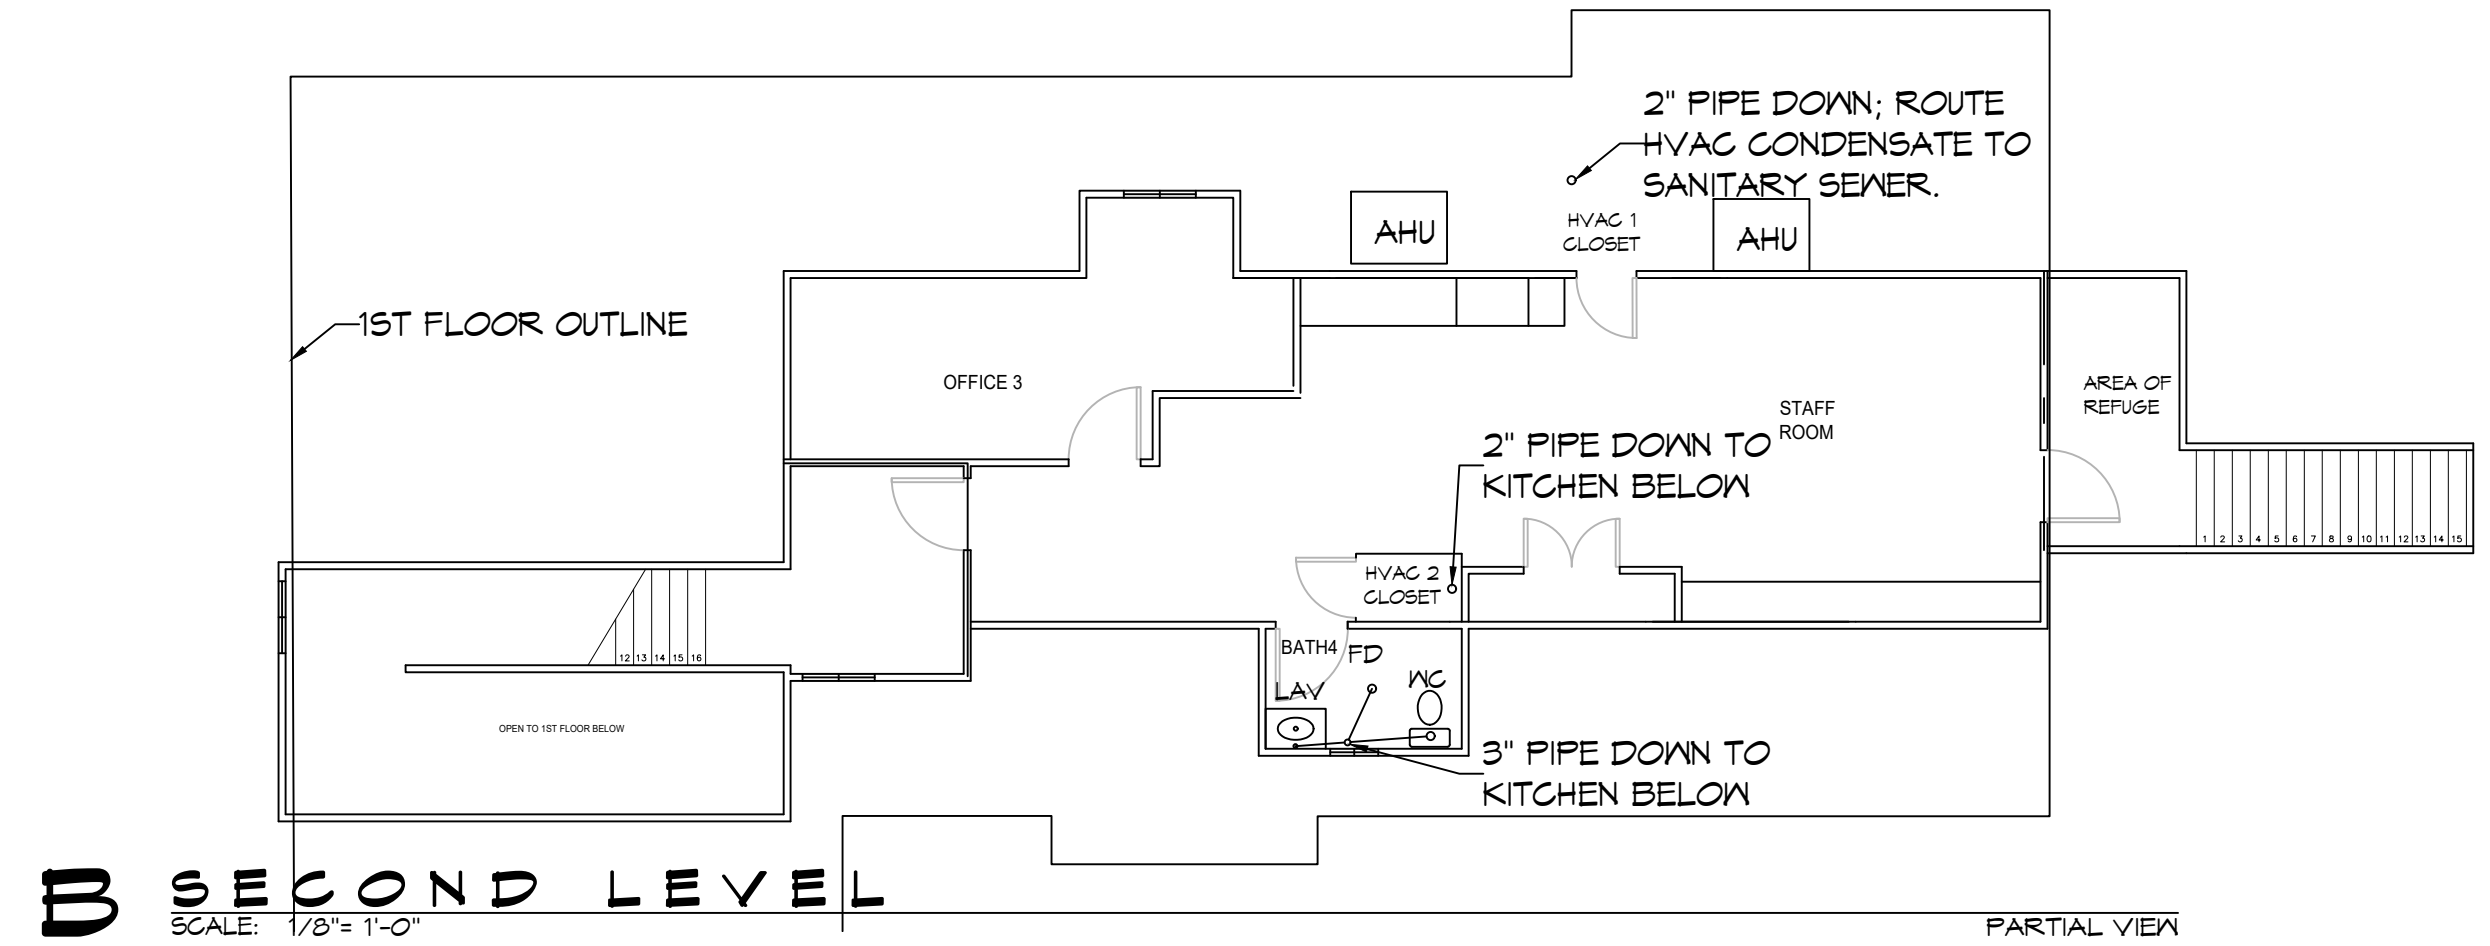 2" PIPE DOWN; ROUTE
HVAC CONDENSATE TO
SANITARY SEWER.
HVAC 1
CLOSET
AHU
AHU
1ST FLOOR OUTLINE
OFFICE 3
AREA OF
REFUGE
STAFF
ROOM
2" PIPE DOWN TO
KITCHEN BELOW
1 2 3 4 5 6 7 8 9 10 11 12 13 14 15
HVAC 2
CLOSET
12 13 14 15 16
BATH4
FD
LAV
WC
OPEN TO 1ST FLOOR BELOW
3" PIPE DOWN TO
KITCHEN BELOW
B SECOND LEVEL
SCALE: 1/8"= 1'-0"
PARTIAL VIEW